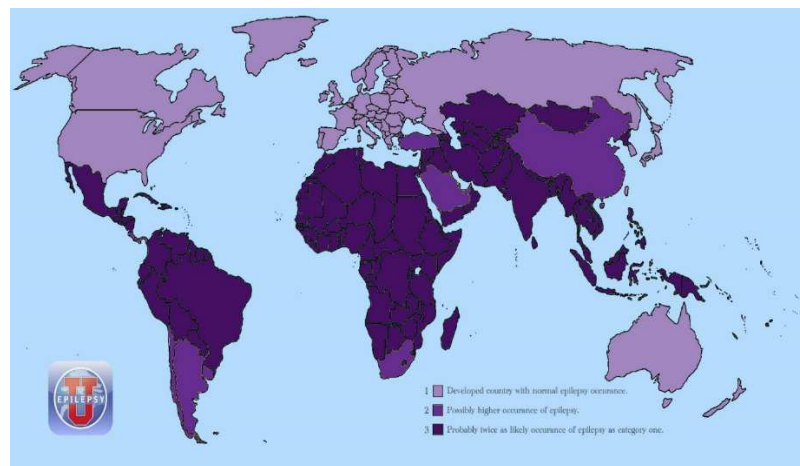 1 Developed country with normal epilepsy occurance.
2 Possibly higher occurance of epilepsy.
3 Probably twice as likely occurance of epilepsy as category one.
U
EPILEPSY